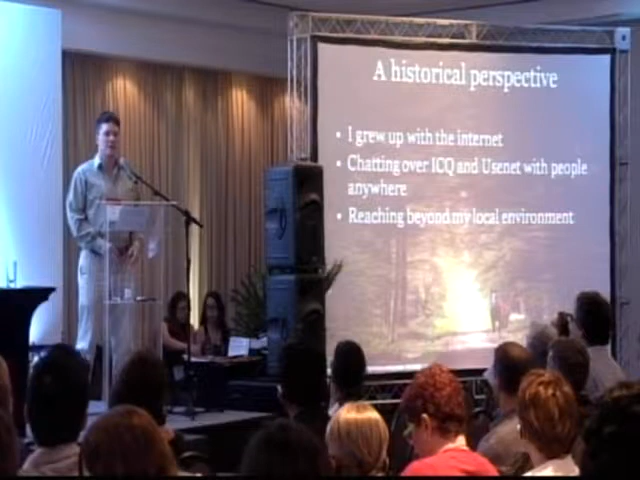 A historical perspective
• I grew up with the internet
• Chatting over ICQ and Usenet with people
anywhere
• Reaching beyond my local environment